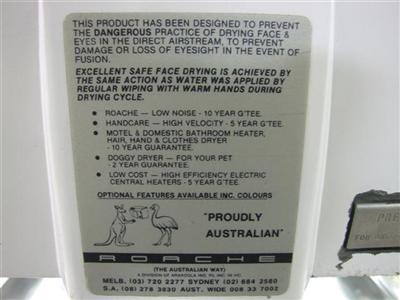 THIS PRODUCT HAS BEEN DESIGNED TO PREVENT
THE DANGEROUS PRACTICE OF DRYING FACE &
EYES IN THE DIRECT AIRSTREAM, TO PREVENT
DAMAGE OR LOSS OF EYESIGHT IN THE EVENT OF
FUSION.
EXCELLENT SAFE FACE DRYING IS ACHIEVED BY
THE SAME ACTION AS WATER WAS APPLIED BY
REGULAR WIPING WITH WARM HANDS DURING
DRYING CYCLE.
• ROACHE — LOW NOISE - 10 YEAR G'TEE.
• HANDCARE — HIGH VELOCITY - 5 YEAR G'TEE.
• MOTEL & DOMESTIC BATHROOM HEATER,
HAIR, HAND & CLOTHES DRYER
- 10 YEAR GUARANTEE.
• DOGGY DRYER — FOR YOUR PET
- 2 YEAR GUARANTEE.
• LOW COST — HIGH EFFICIENCY ELECTRIC
CENTRAL HEATERS - 5 YEAR G'TEE.
OPTIONAL FEATURES AVAILABLE INC. COLOURS
"PROUDLY
AUSTRALIAN"
ROACHE
(THE AUSTRALIAN WAY)
A DIVISION OF
MELB. (03) 720 2277 SYDNEY (02) 684 2560
S.A. (08) 278 3830 AUST. WIDE 008 33 7002
PRE
FOR